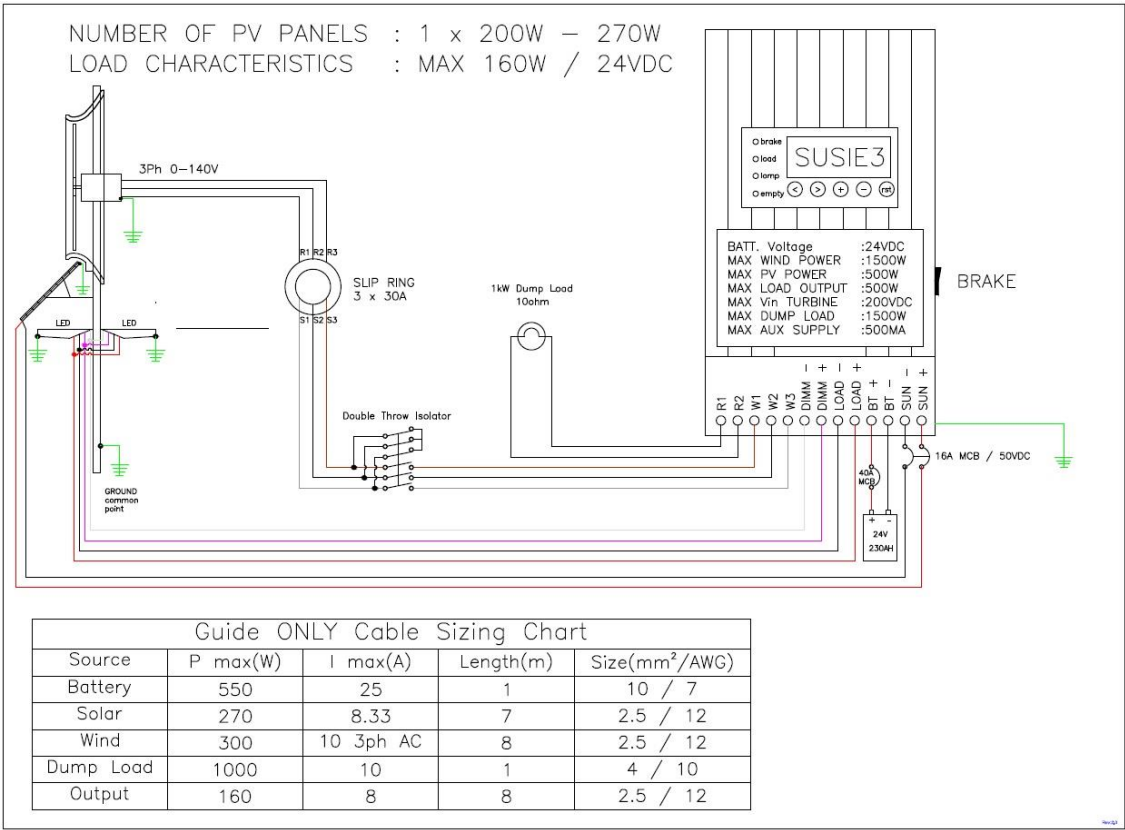 NUMBER OF PV PANELS : 1 x 200W – 270W
LOAD CHARACTERISTICS : MAX 160W / 24VDC
3Ph 0–140V
R1 R2 R3
SLIP RING
3 x 30A
S1 S2 S3
LED LED
GROUND
common
point
1kW Dump Load
10ohm
Double Throw Isolator
brake
load
lamp
empty
SUSIE3
< > + – rst
BATT. Voltage :24VDC
MAX WIND POWER :1500W
MAX PV POWER :500W
MAX LOAD OUTPUT :500W
MAX Vin TURBINE :200VDC
MAX DUMP LOAD :1500W
MAX AUX SUPPLY :500MA
BRAKE
R1 R2 W1 W2 W3 DIMM – DIMM + LOAD – LOAD + BT + BT – SUN – SUN +
16A MCB / 50VDC
40A
MCB
+ -
24V
230AH
Guide ONLY Cable Sizing Chart
Source P max(W) I max(A) Length(m) Size(mm²/AWG)
Battery 550 25 1 10 / 7
Solar 270 8.33 7 2.5 / 12
Wind 300 10 3ph AC 8 2.5 / 12
Dump Load 1000 10 1 4 / 10
Output 160 8 8 2.5 / 12